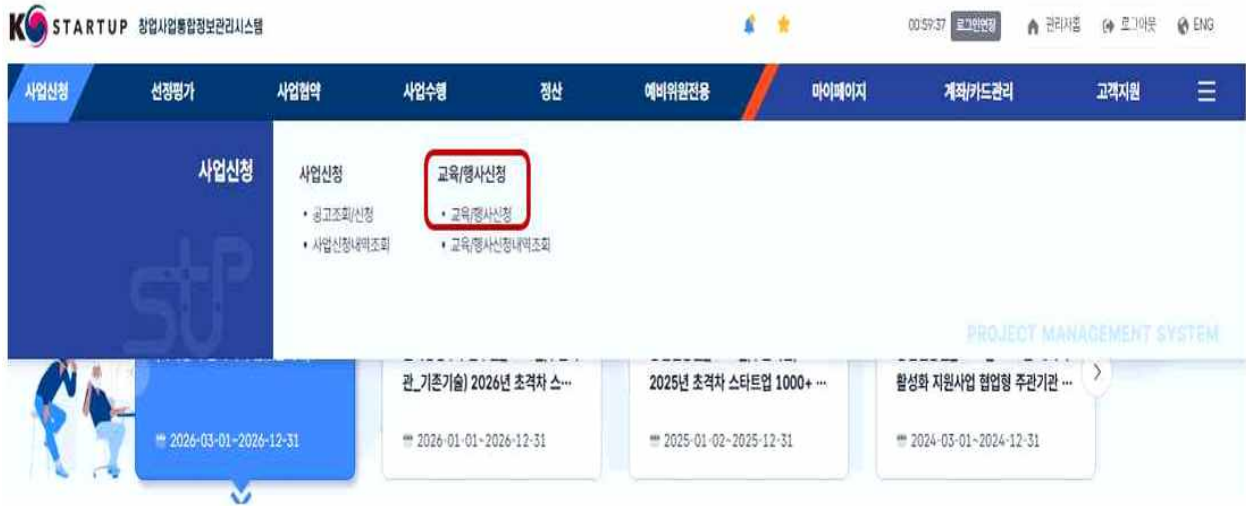 K STARTUP 창업사업통합정보관리시스템
00:59:37 로그인연장 관리자홈 로그아웃 ENG
사업신청 선정평가 사업협약 사업수행 정산 예비위원전용 마이페이지 계좌/카드관리 고객지원
사업신청
사업신청
• 공고조회/신청
• 사업신청내역조회
교육/행사신청
• 교육/행사신청
• 교육/행사신청내역조회
stP
SU
PROJECT MANAGEMENT SYSTEM
2026-03-01~2026-12-31
관_기존기술) 2026년 초격차 스…
2026-01-01~2026-12-31
2025년 초격차 스타트업 1000+ …
2025-01-02~2025-12-31
활성화 지원사업 협업형 주관기관 …
2024-03-01~2024-12-31